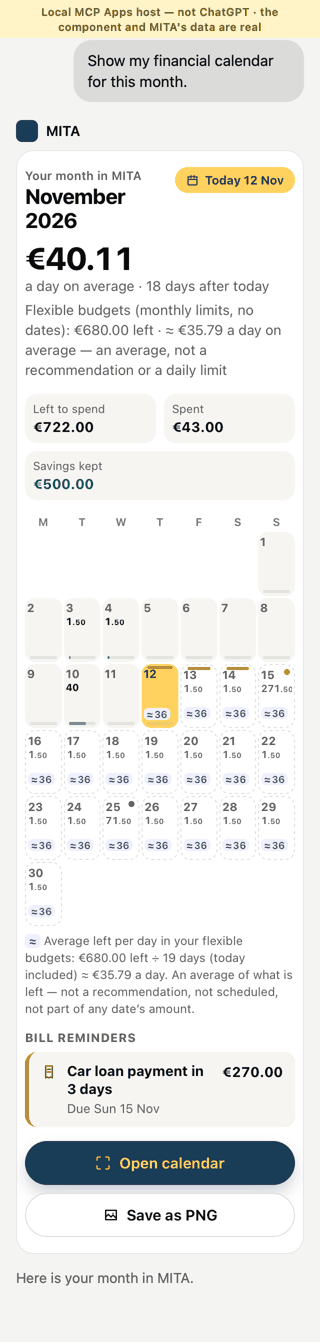 Local MCP Apps host — not ChatGPT · the
component and MITA's data are real
Show my financial calendar
for this month.
MITA
Your month in MITA
Today 12 Nov
November
2026
€40.11
a day on average · 18 days after today
Flexible budgets (monthly limits, no
dates): €680.00 left · ≈ €35.79 a day on
average — an average, not a
recommendation or a daily limit
Left to spend
€722.00
Spent
€43.00
Savings kept
€500.00
M T W T F S S
1
2 3 4 5 6 7 8
1.50 1.50
9 10 11 12 13 14 15
40 1.50 1.50 271.50
≈36 ≈36 ≈36 ≈36
16 17 18 19 20 21 22
1.50 1.50 1.50 1.50 1.50 1.50 1.50
≈36 ≈36 ≈36 ≈36 ≈36 ≈36 ≈36
23 24 25 26 27 28 29
1.50 1.50 71.50 1.50 1.50 1.50 1.50
≈36 ≈36 ≈36 ≈36 ≈36 ≈36 ≈36
30
1.50
≈36
≈ Average left per day in your flexible
budgets: €680.00 left ÷ 19 days (today
included) ≈ €35.79 a day. An average of what is
left — not a recommendation, not scheduled,
not part of any date's amount.
BILL REMINDERS
Car loan payment in
3 days
€270.00
Due Sun 15 Nov
Open calendar
Save as PNG
Here is your month in MITA.